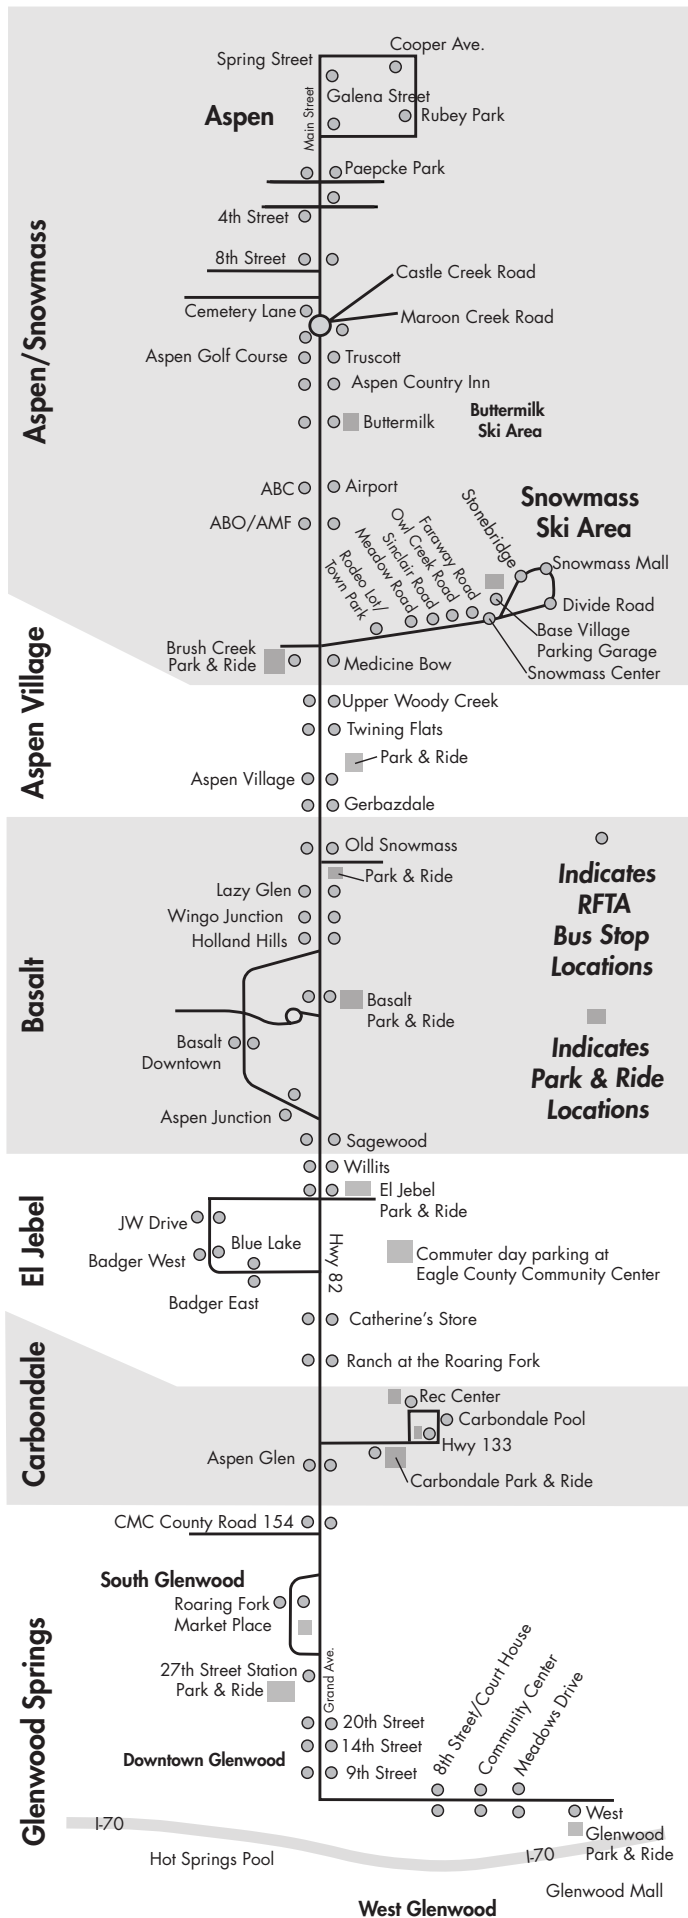 Cooper Ave.
Spring Street
Galena Street
Main Street
Aspen
Rubey Park
Paepcke Park
4th Street
8th Street
Castle Creek Road
Cemetery Lane
Maroon Creek Road
Aspen Golf Course
Truscott
Aspen Country Inn
Buttermilk
Buttermilk
Ski Area
Aspen/Snowmass
ABC
Airport
ABO/AMF
Snowmass
Ski Area
Stonebridge
Faraway Road
Owl Creek Road
Sinclair Road
Meadow Road
Rodeo Lot/
Town Park
Snowmass Mall
Divide Road
Base Village
Parking Garage
Snowmass Center
Brush Creek
Park & Ride
Medicine Bow
Aspen Village
Upper Woody Creek
Twining Flats
Park & Ride
Aspen Village
Gerbazdale
Old Snowmass
Park & Ride
Lazy Glen
Wingo Junction
Holland Hills
Indicates
RFTA
Bus Stop
Locations
Basalt
Basalt
Park & Ride
Basalt
Downtown
Indicates
Park & Ride
Locations
Aspen Junction
Sagewood
Willits
El Jebel
Park & Ride
El Jebel
JW Drive
Blue Lake
Badger West
Badger East
Hwy 82
Commuter day parking at
Eagle County Community Center
Catherine's Store
Ranch at the Roaring Fork
Carbondale
Rec Center
Carbondale Pool
Hwy 133
Aspen Glen
Carbondale Park & Ride
CMC County Road 154
South Glenwood
Roaring Fork
Market Place
Glenwood Springs
27th Street Station
Park & Ride
Grand Ave.
20th Street
14th Street
Downtown Glenwood
9th Street
8th Street/Court House
Community Center
Meadows Drive
West
Glenwood
Park & Ride
I-70
I-70
Hot Springs Pool
Glenwood Mall
West Glenwood